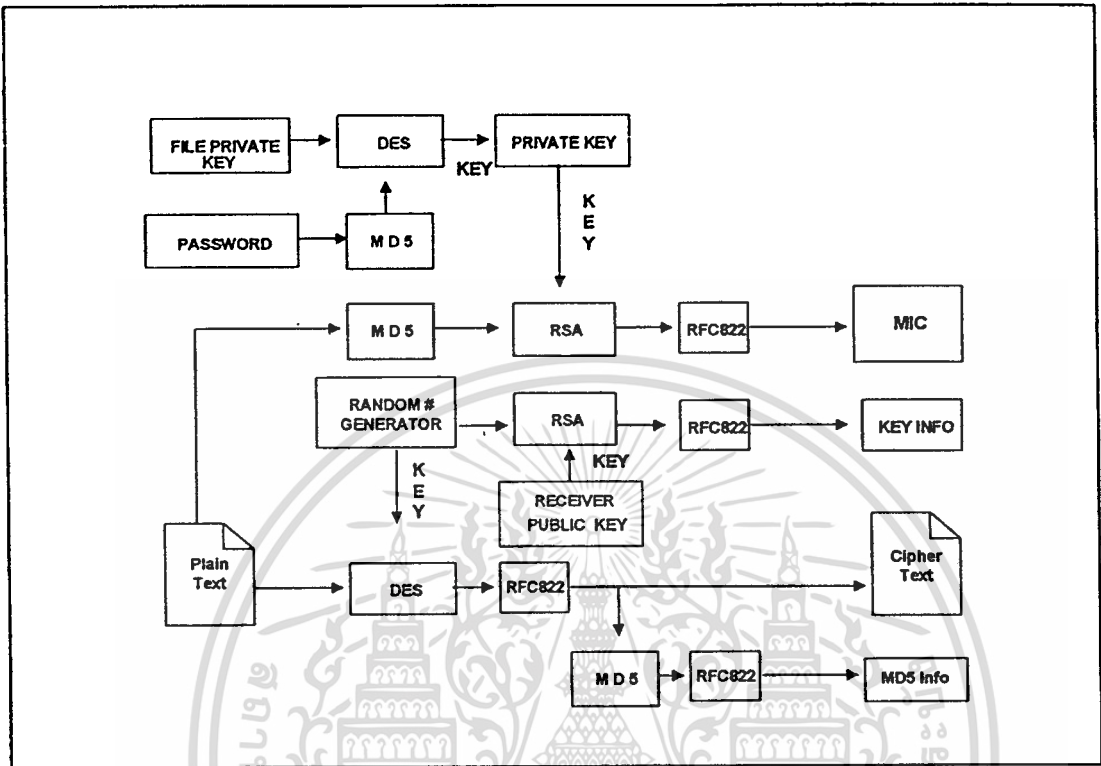 FILE PRIVATE
KEY
DES
KEY
PRIVATE KEY
PASSWORD
M D 5
K
E
Y
M D 5
RSA
RFC822
MIC
RANDOM #
GENERATOR
RSA
RFC822
KEY INFO
K
E
Y
KEY
RECEIVER
PUBLIC KEY
Plain
Text
DES
RFC822
Cipher
Text
M D 5
RFC822
MD5 Info